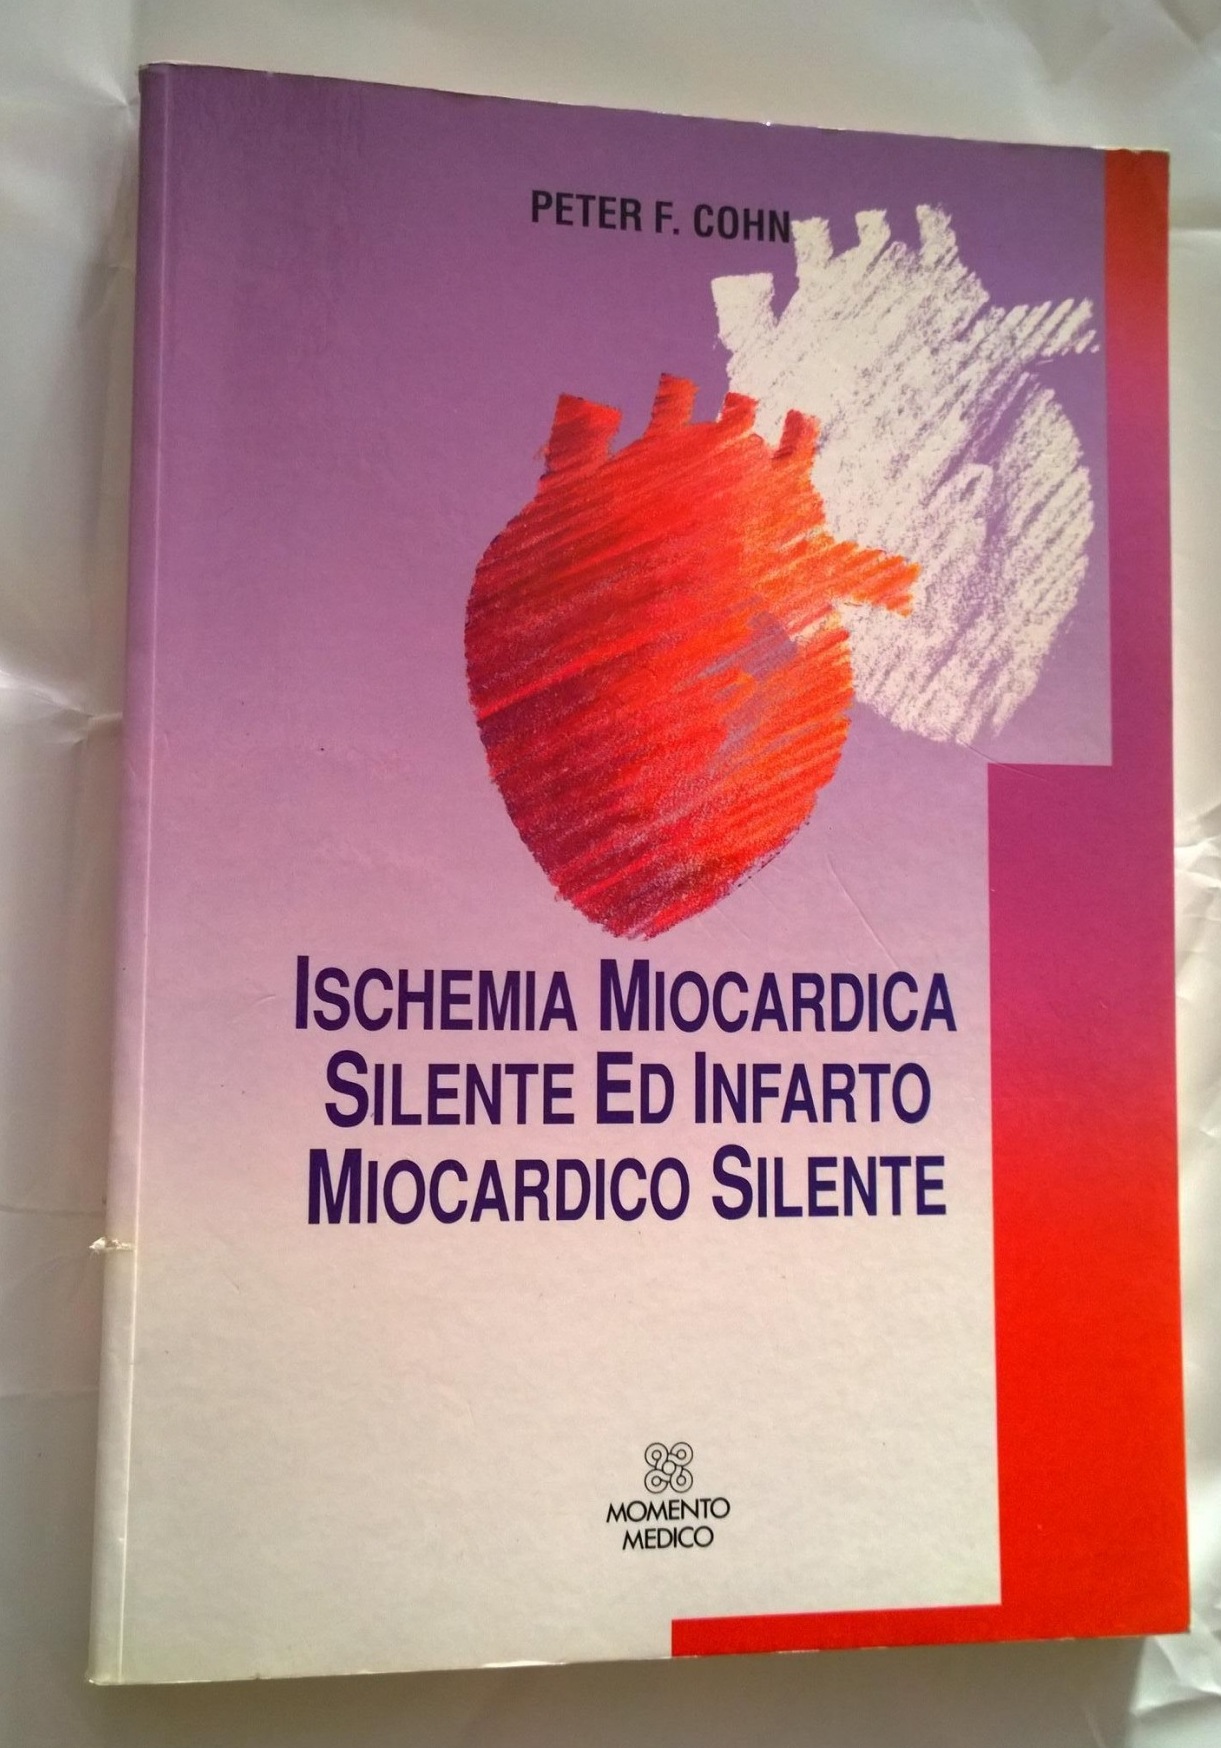 PETER F. COHN
ISCHEMIA MIOCARDICA
SILENTE ED INFARTO
MIOCARDICO SILENTE
MOMENTO
MEDICO